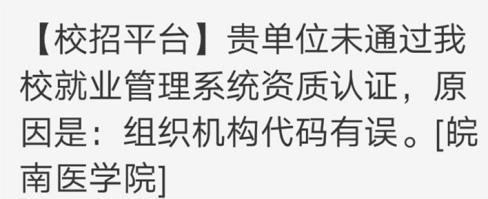 【校招平台】贵单位未通过我
校就业管理系统资质认证，原
因是：组织机构代码有误。[皖
南医学院]